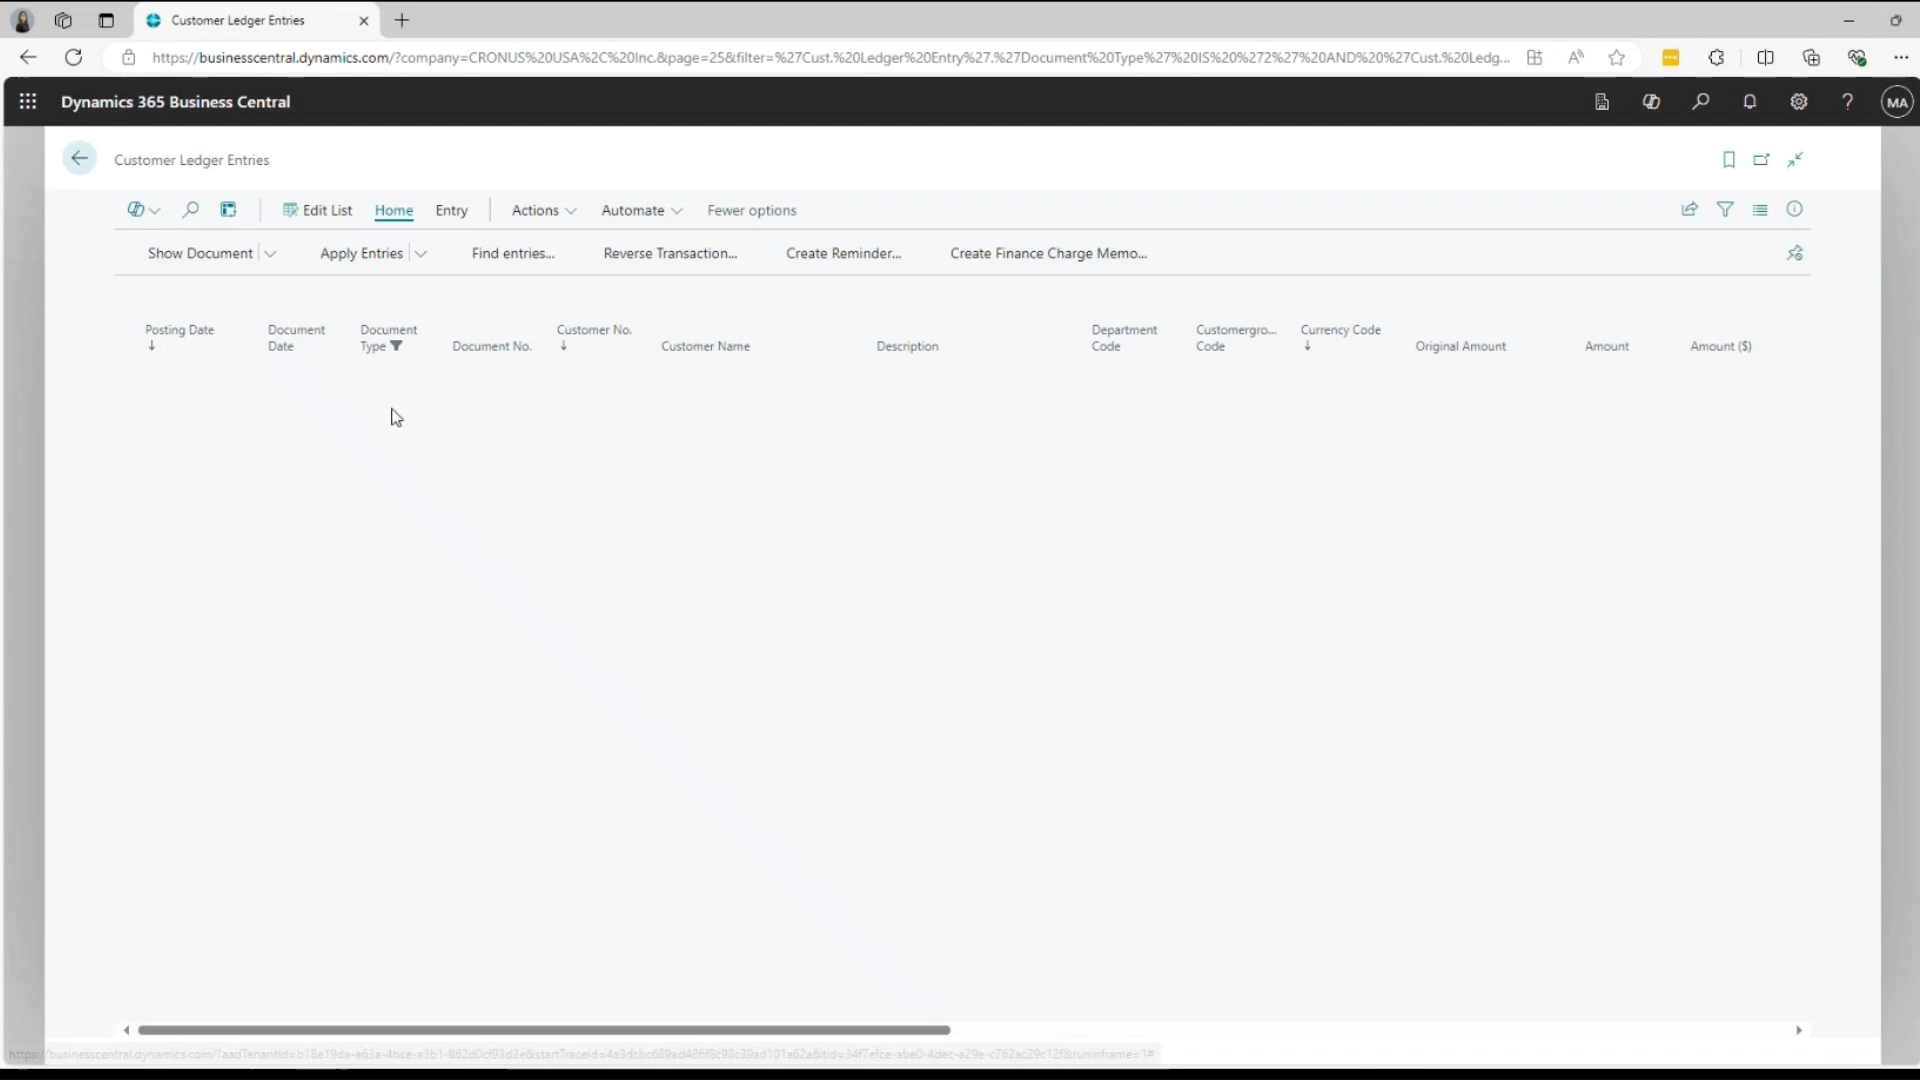 Customer Ledger Entries
https://businesscentral.dynamics.com/?company=CRONUS%20USA%2C%20Inc.&page=25&filter=%27Cust.%20Ledger%20Entry%27.%27Document%20Type%27%20IS%20%272%27%20AND%20%27Cust.%20Ledg...
Dynamics 365 Business Central
MA
Customer Ledger Entries
Edit List Home Entry Actions Automate Fewer options
Show Document Apply Entries Find entries... Reverse Transaction... Create Reminder... Create Finance Charge Memo...
Posting Date Document Date Document Type Document No. Customer No. Customer Name Description Department Code Customergro... Code Currency Code Original Amount Amount Amount ($)